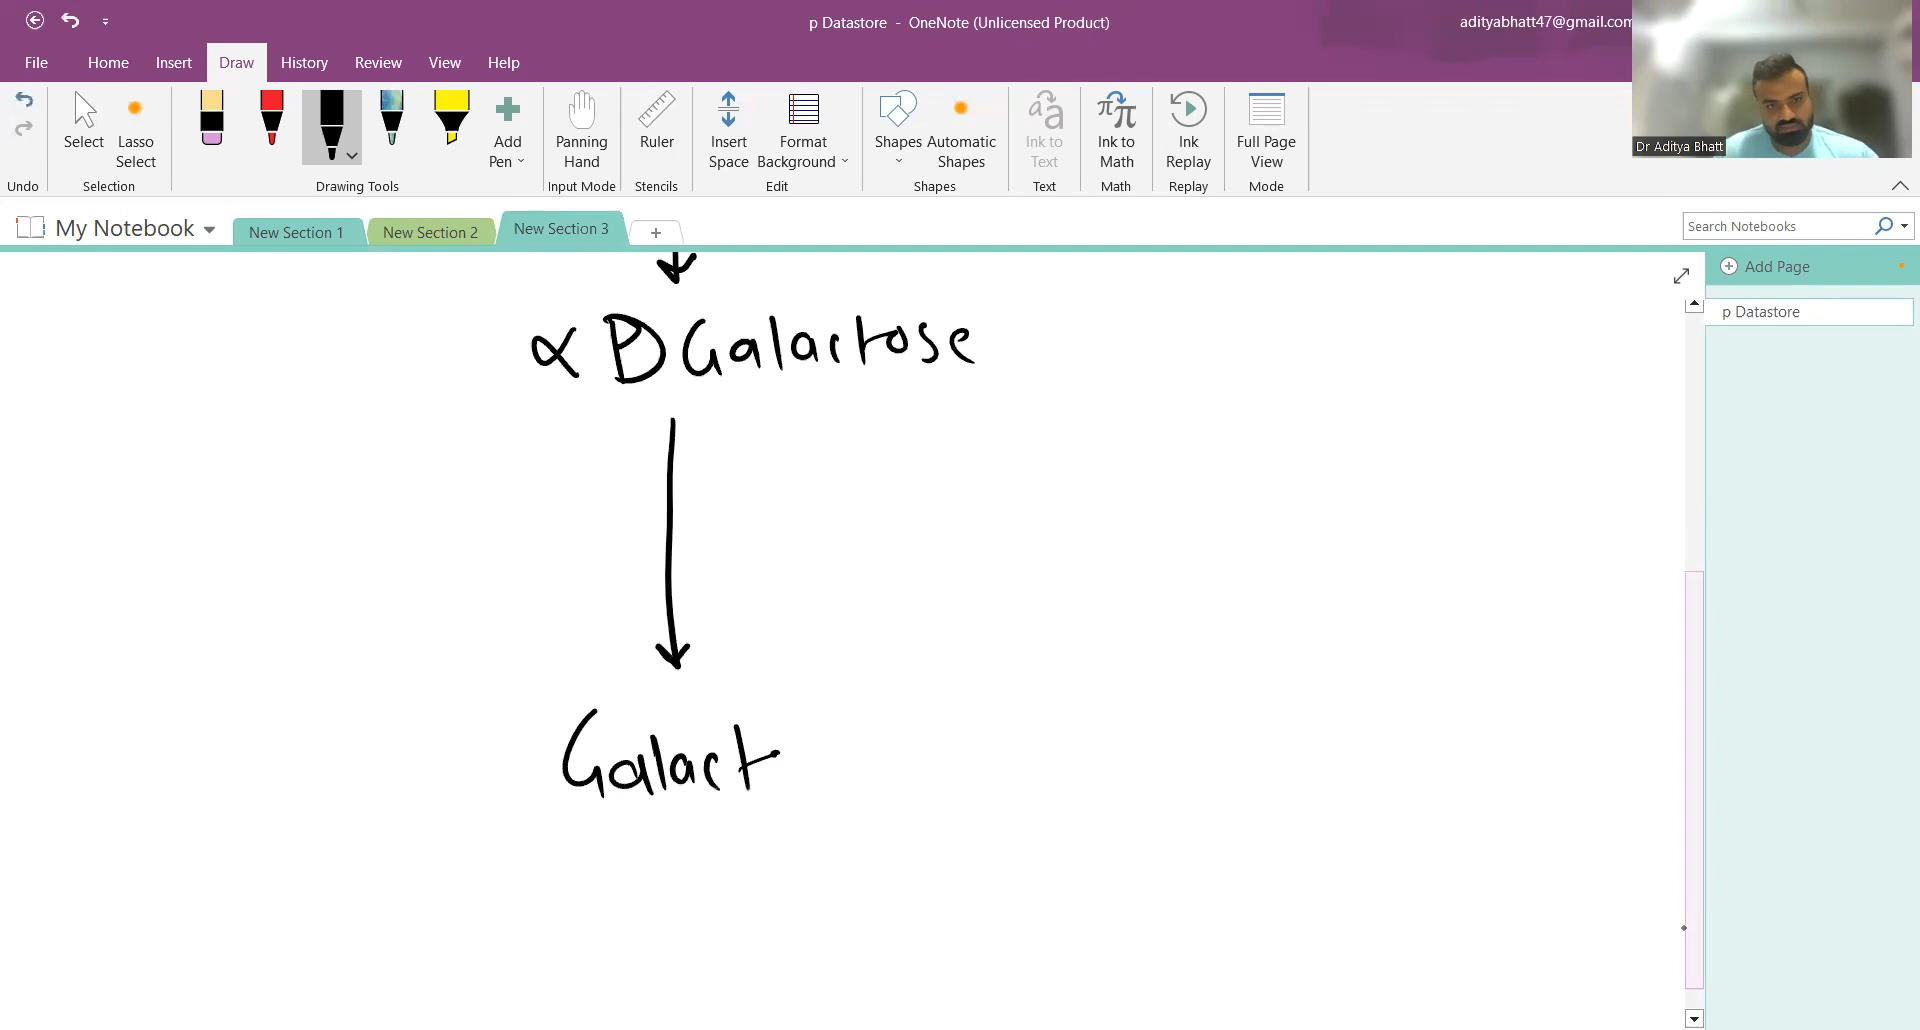 p Datastore - OneNote (Unlicensed Product)
adityabhatt47@gmail.com
File Home Insert Draw History Review View Help
Select
Lasso Select
Add Pen
Panning Hand
Ruler
Insert Space
Format Background
Shapes
Automatic Shapes
Ink to Text
Ink to Math
Ink Replay
Full Page View
Dr Aditya Bhatt
Undo Selection Drawing Tools Input Mode Stencils Edit Shapes Text Math Replay Mode
My Notebook New Section 1 New Section 2 New Section 3
Search Notebooks
Add Page
p Datastore
∝ D Galactose
Galact